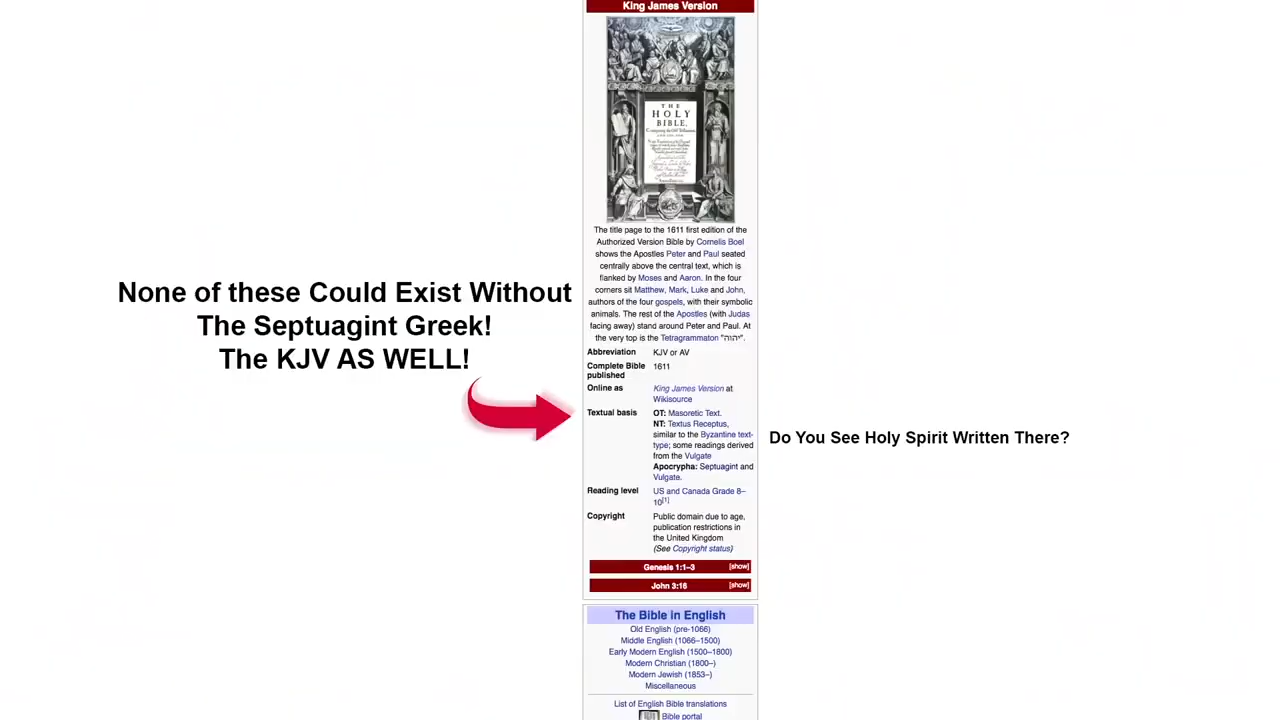 King James Version
THE
HOLY
BIBLE,
The title page to the 1611 first edition of the
Authorized Version Bible by Cornelis Boel
shows the Apostles Peter and Paul seated
centrally above the central text, which is
flanked by Moses and Aaron. In the four
corners sit Matthew, Mark, Luke and John,
authors of the four gospels, with their symbolic
animals. The rest of the Apostles (with Judas
facing away) stand around Peter and Paul. At
the very top is the Tetragrammaton "יהוה".
None of these Could Exist Without
The Septuagint Greek!
The KJV AS WELL!
Abbreviation KJV or AV
Complete Bible published 1611
Online as King James Version at
Wikisource
Textual basis OT: Masoretic Text.
NT: Textus Receptus,
similar to the Byzantine text-
type; some readings derived
from the Vulgate
Apocrypha: Septuagint and
Vulgate.
Do You See Holy Spirit Written There?
Reading level US and Canada Grade 8–
10[1]
Copyright Public domain due to age,
publication restrictions in
the United Kingdom
(See Copyright status)
Genesis 1:1–3 [show]
John 3:16 [show]
The Bible in English
Old English (pre-1066)
Middle English (1066–1500)
Early Modern English (1500–1800)
Modern Christian (1800–)
Modern Jewish (1853–)
Miscellaneous
List of English Bible translations
Bible portal